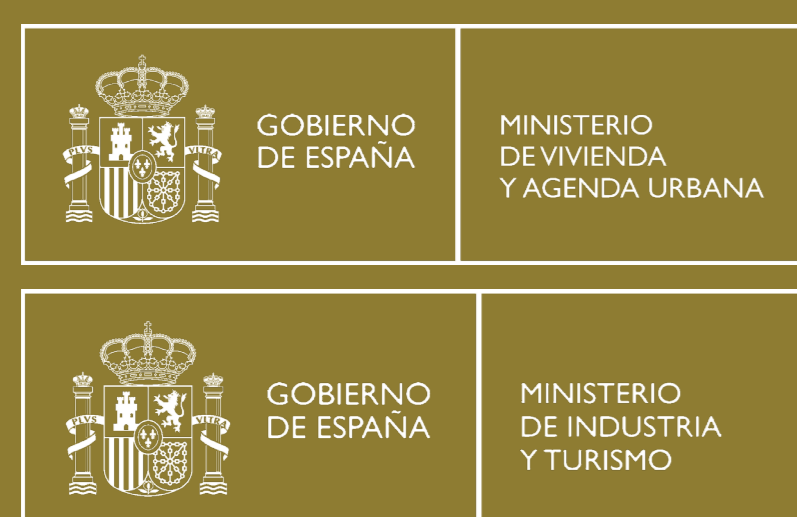 PLVS VLTRA
GOBIERNO
DE ESPAÑA
MINISTERIO
DE VIVIENDA
Y AGENDA URBANA
PLVS VLTRA
GOBIERNO
DE ESPAÑA
MINISTERIO
DE INDUSTRIA
Y TURISMO